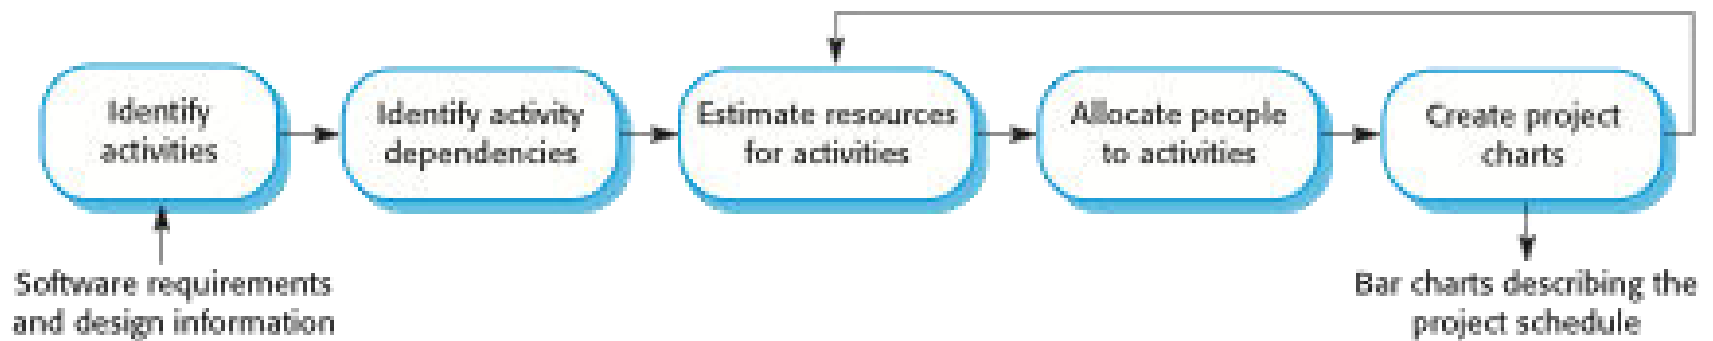 Identify
activities
Identify activity
dependencies
Estimate resources
for activities
Allocate people
to activities
Create project
charts
Software requirements
and design information
Bar charts describing the
project schedule